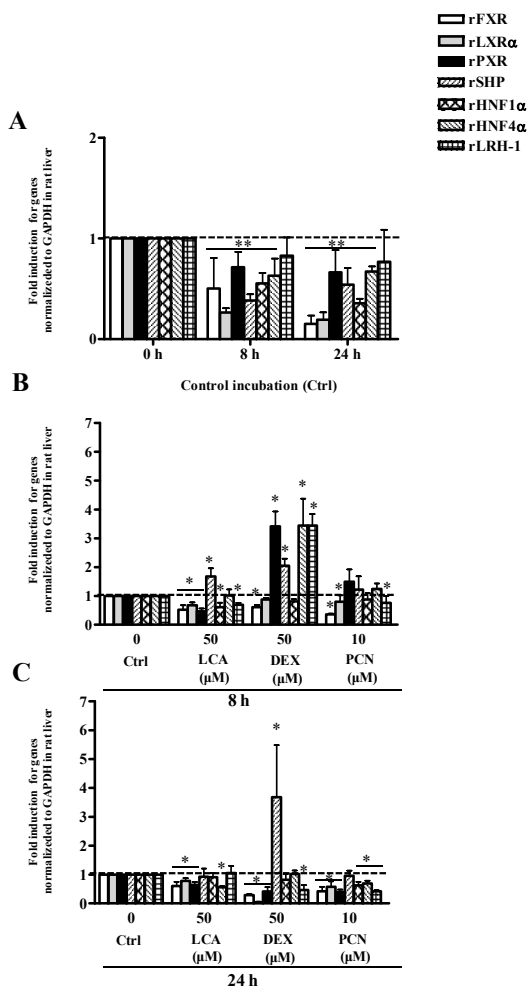 rFXR
rLXRα
rPXR
rSHP
rHNF1α
rHNF4α
rLRH-1
A
Fold induction for genes
normalizeded to GAPDH in rat liver
2
1
0
**
**
0 h
8 h
24 h
Control incubation (Ctrl)
B
Fold induction for genes
normalizeded to GAPDH in rat liver
7
6
5
4
3
2
1
0
*
*
*
*
*
*
*
*
*
*
*
*
0
50
50
10
Ctrl
LCA
DEX
PCN
(µM)
(µM)
(µM)
8 h
C
Fold induction for genes
normalizeded to GAPDH in rat liver
7
6
5
4
3
2
1
0
*
*
*
*
*
*
*
0
50
50
10
Ctrl
LCA
DEX
PCN
(µM)
(µM)
(µM)
24 h